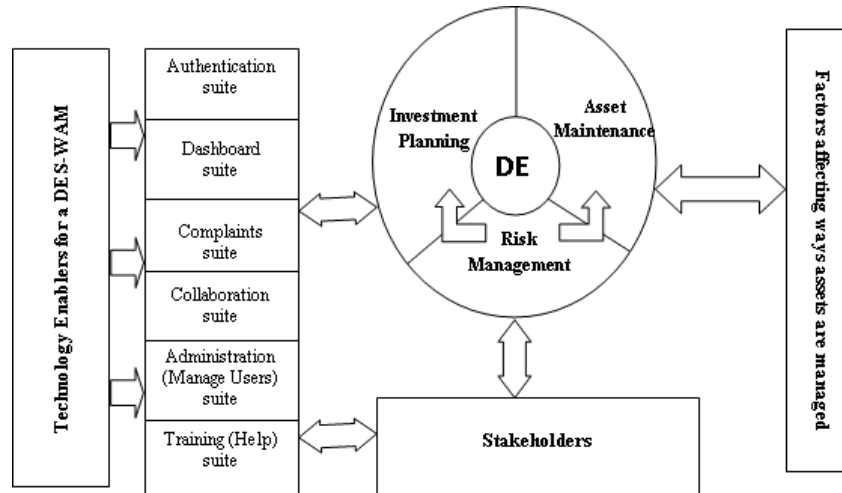 Technology Enablers for a DES-WAM
Authentication
suite
Dashboard
suite
Complaints
suite
Collaboration
suite
Administration
(Manage Users)
suite
Training (Help)
suite
Investment
Planning
Asset
Maintenance
DE
Risk
Management
Stakeholders
Factors affecting ways assets are managed